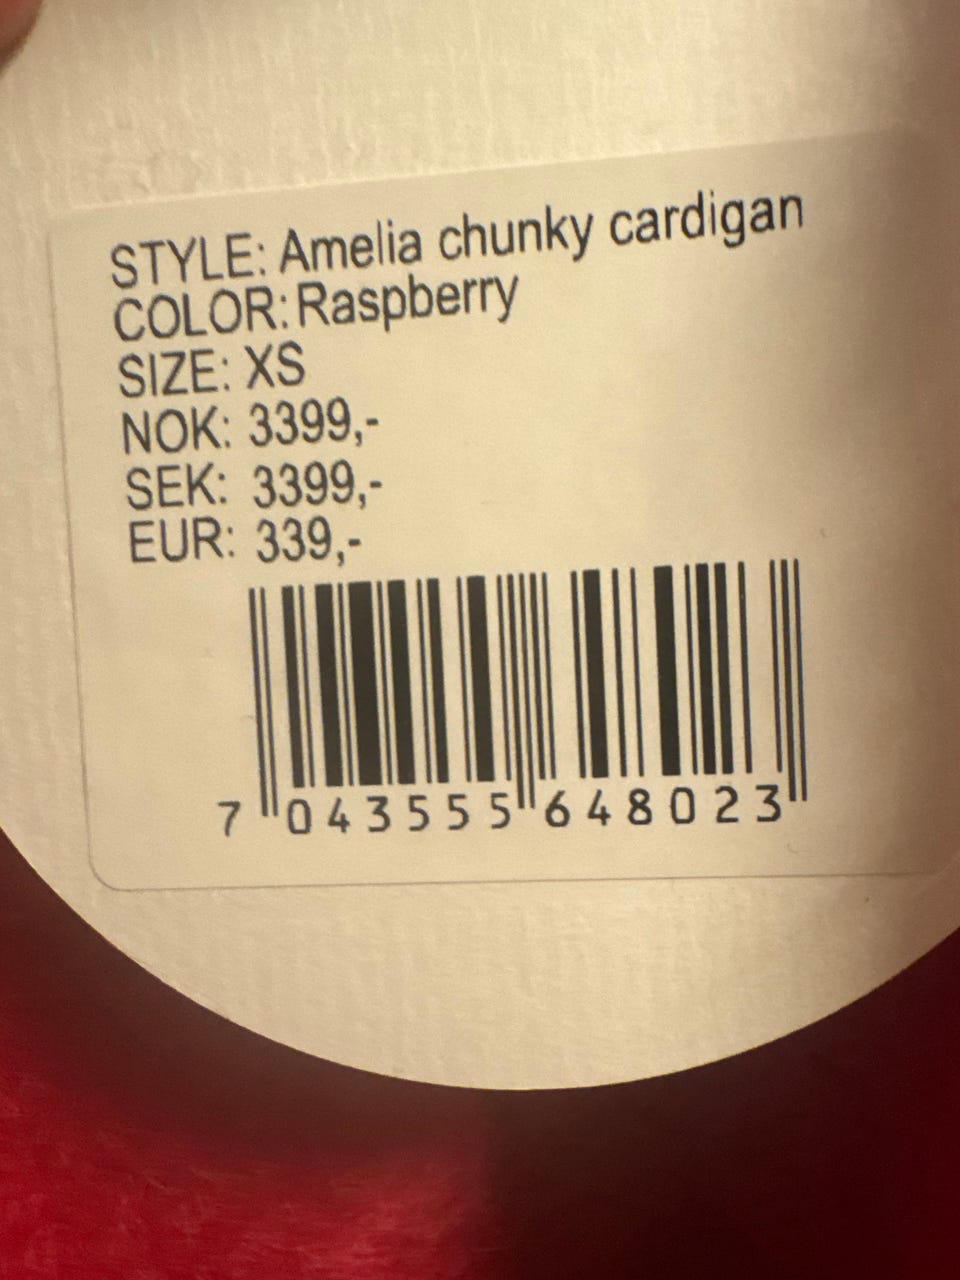 STYLE: Amelia chunky cardigan
COLOR: Raspberry
SIZE: XS
NOK: 3399,-
SEK: 3399,-
EUR: 339,-
7 043555 648023